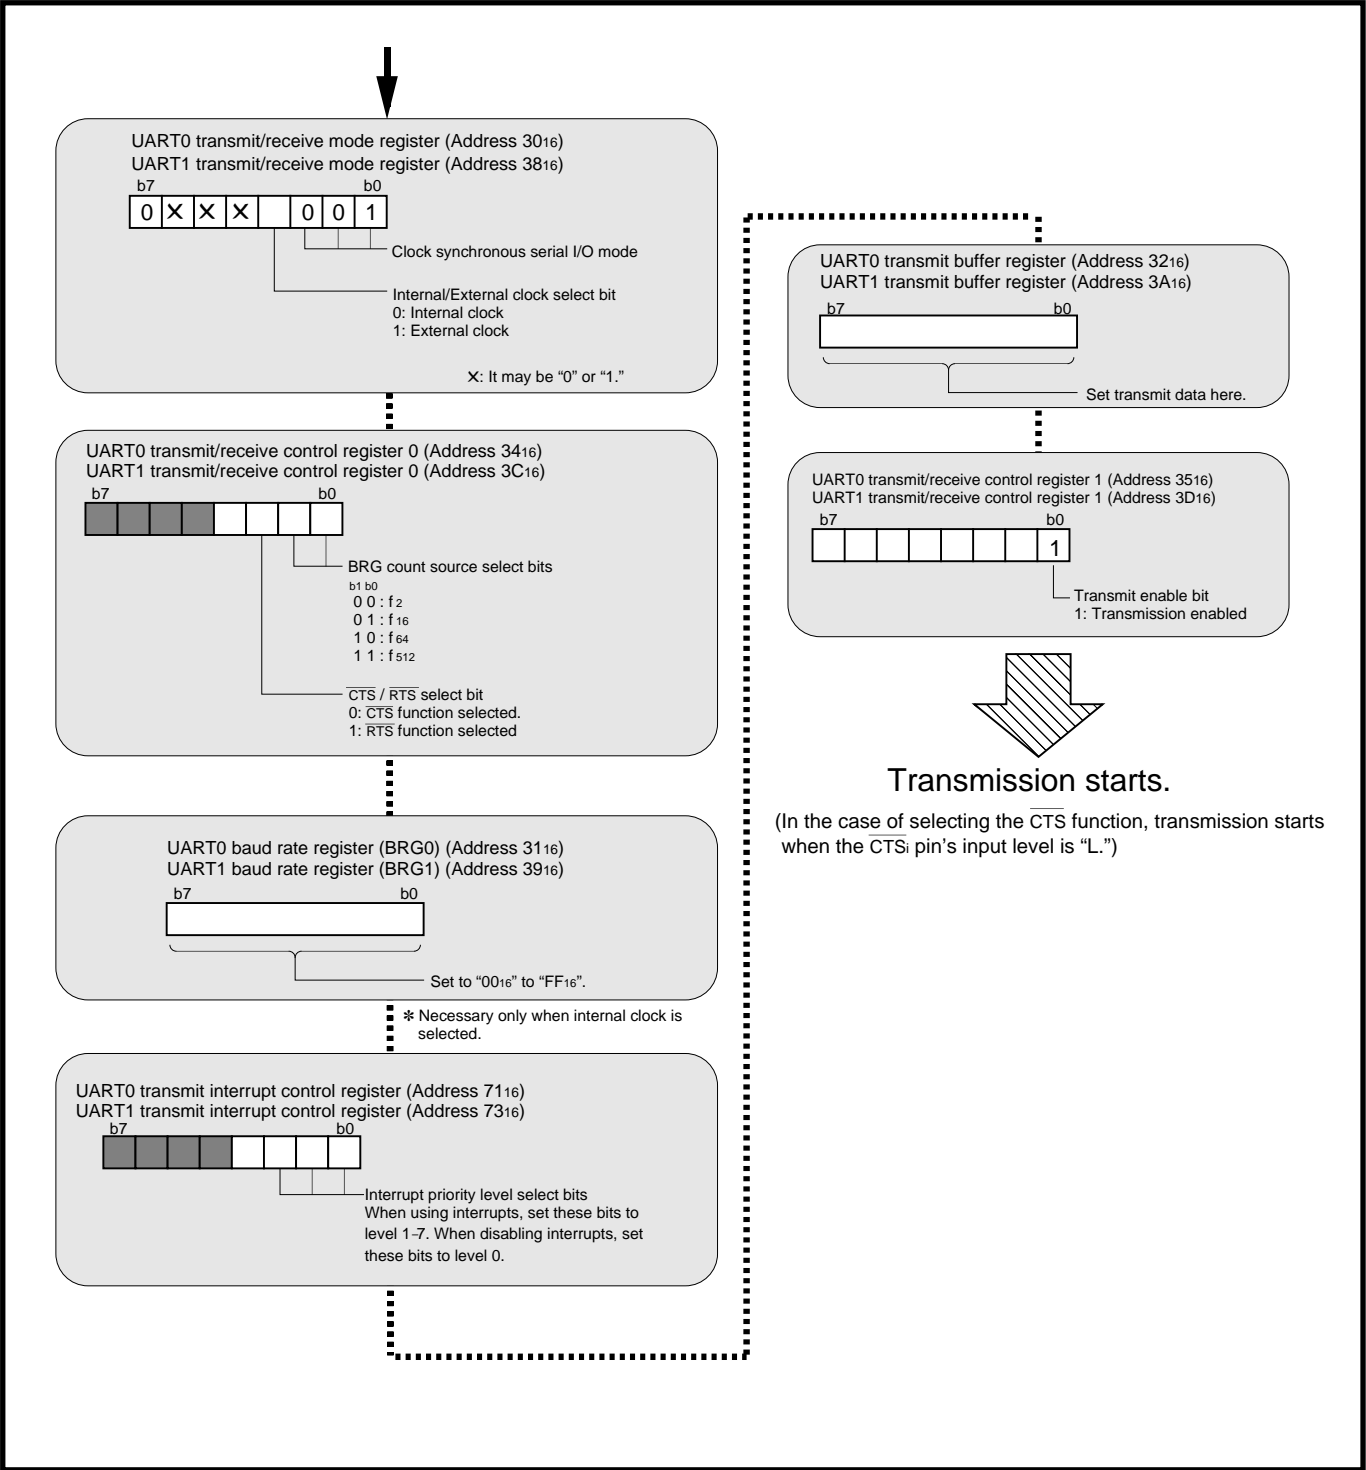 UART0 transmit/receive mode register (Address 3016)
UART1 transmit/receive mode register (Address 3816)
b7 b0
0 ✕ ✕ ✕ 0 0 1
Clock synchronous serial I/O mode
Internal/External clock select bit
0: Internal clock
1: External clock
✕: It may be “0” or “1.”
UART0 transmit/receive control register 0 (Address 3416)
UART1 transmit/receive control register 0 (Address 3C16)
b7 b0
BRG count source select bits
b1 b0
0 0 : f2
0 1 : f16
1 0 : f64
1 1 : f512
CTS / RTS select bit
0: CTS function selected.
1: RTS function selected
UART0 baud rate register (BRG0) (Address 3116)
UART1 baud rate register (BRG1) (Address 3916)
b7 b0
Set to “0016” to “FF16”.
✻ Necessary only when internal clock is
selected.
UART0 transmit interrupt control register (Address 7116)
UART1 transmit interrupt control register (Address 7316)
b7 b0
Interrupt priority level select bits
When using interrupts, set these bits to
level 1–7. When disabling interrupts, set
these bits to level 0.
UART0 transmit buffer register (Address 3216)
UART1 transmit buffer register (Address 3A16)
b7 b0
Set transmit data here.
UART0 transmit/receive control register 1 (Address 3516)
UART1 transmit/receive control register 1 (Address 3D16)
b7 b0
1
Transmit enable bit
1: Transmission enabled
Transmission starts.
(In the case of selecting the CTS function, transmission starts
when the CTSi pin’s input level is “L.”)